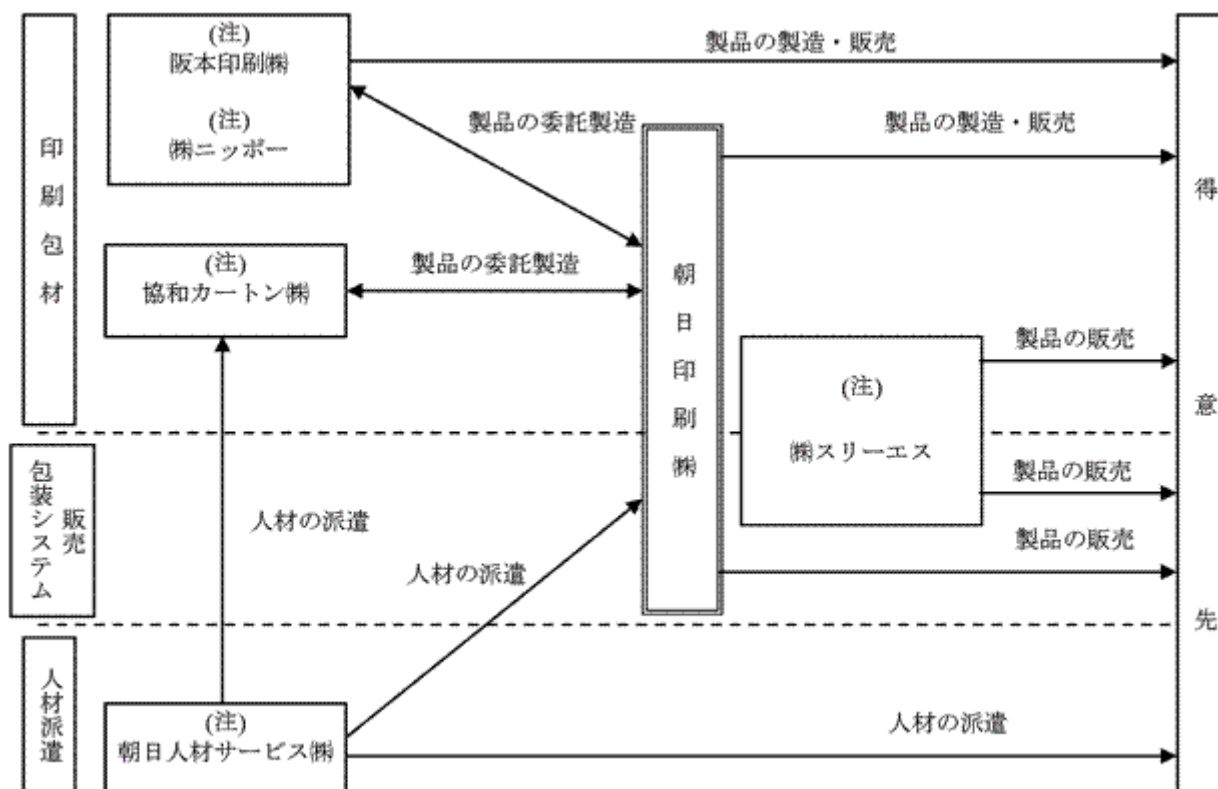 印刷包材
(注)
阪本印刷㈱
(注)
㈱ニッポー
製品の製造・販売
製品の委託製造
製品の製造・販売
(注)
協和カートン㈱
製品の委託製造
朝日印刷㈱
得意先
(注)
㈱スリーエス
製品の販売
製品の販売
製品の販売
包装システム
販売
人材の派遣
人材の派遣
人材派遣
(注)
朝日人材サービス㈱
人材の派遣